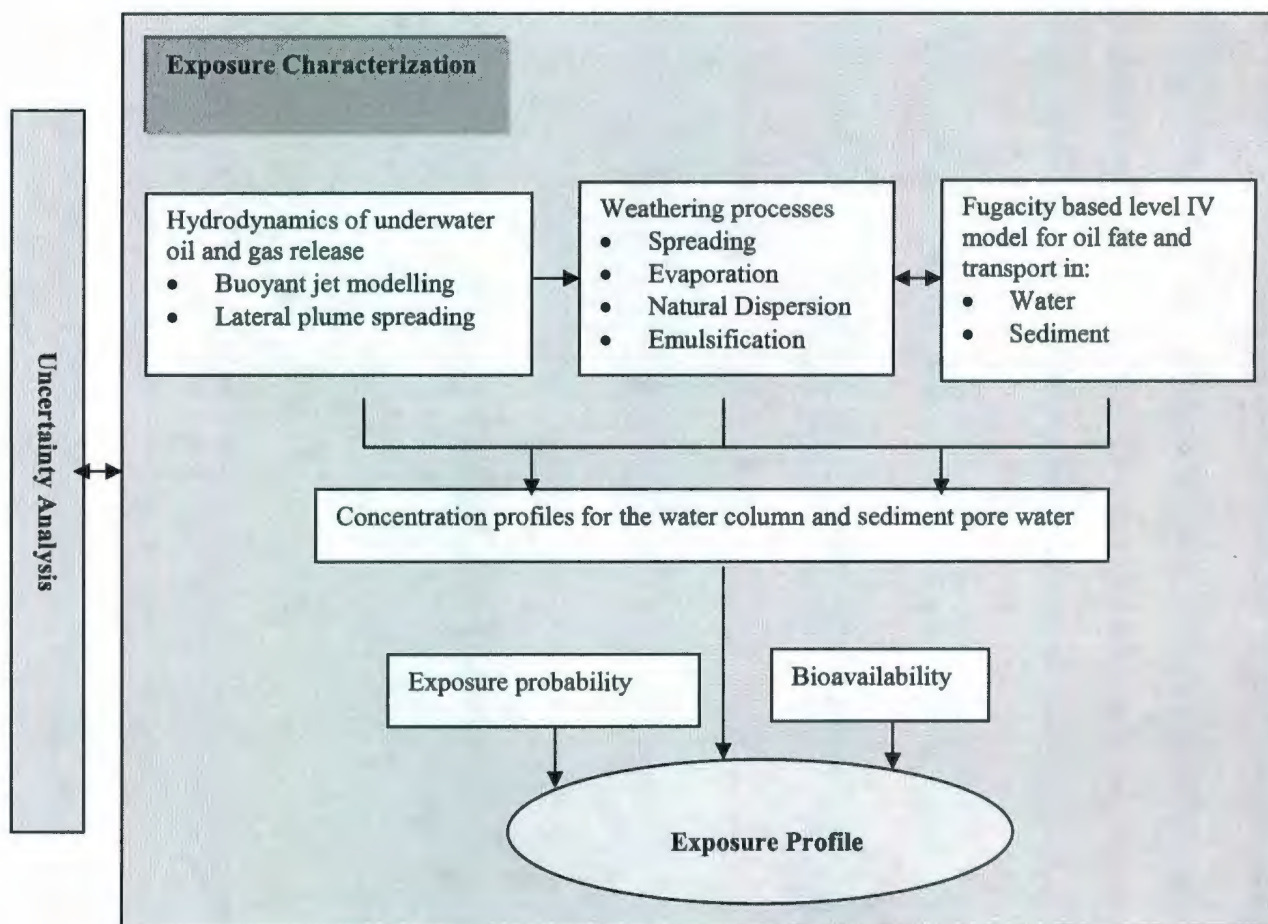 Exposure Characterization
Uncertainty Analysis
Hydrodynamics of underwater
oil and gas release
• Buoyant jet modelling
• Lateral plume spreading
Weathering processes
• Spreading
• Evaporation
• Natural Dispersion
• Emulsification
Fugacity based level IV
model for oil fate and
transport in:
• Water
• Sediment
Concentration profiles for the water column and sediment pore water
Exposure probability
Bioavailability
Exposure Profile